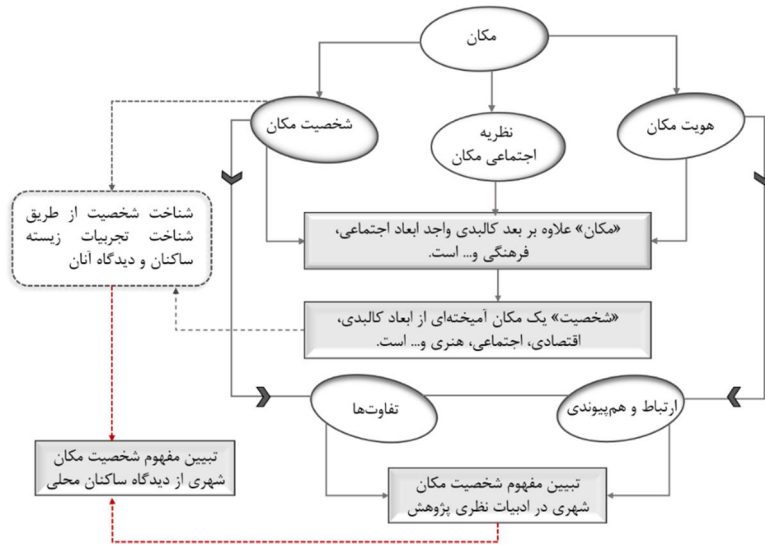 مکان
شخصیت مکان
نظریه
اجتماعی مکان
هویت مکان
شناخت شخصیت از طریق
شناخت تجربیات زیسته
ساکنان و دیدگاه آنان
«مکان» علاوه بر بعد کالبدی واجد ابعاد اجتماعی،
فرهنگی و... است.
«شخصیت» یک مکان آمیخته‌ای از ابعاد کالبدی،
اقتصادی، اجتماعی، هنری و... است.
تفاوت‌ها
ارتباط و هم‌پیوندی
تبیین مفهوم شخصیت مکان
شهری از دیدگاه ساکنان محلی
تبیین مفهوم شخصیت مکان
شهری در ادبیات نظری پژوهش